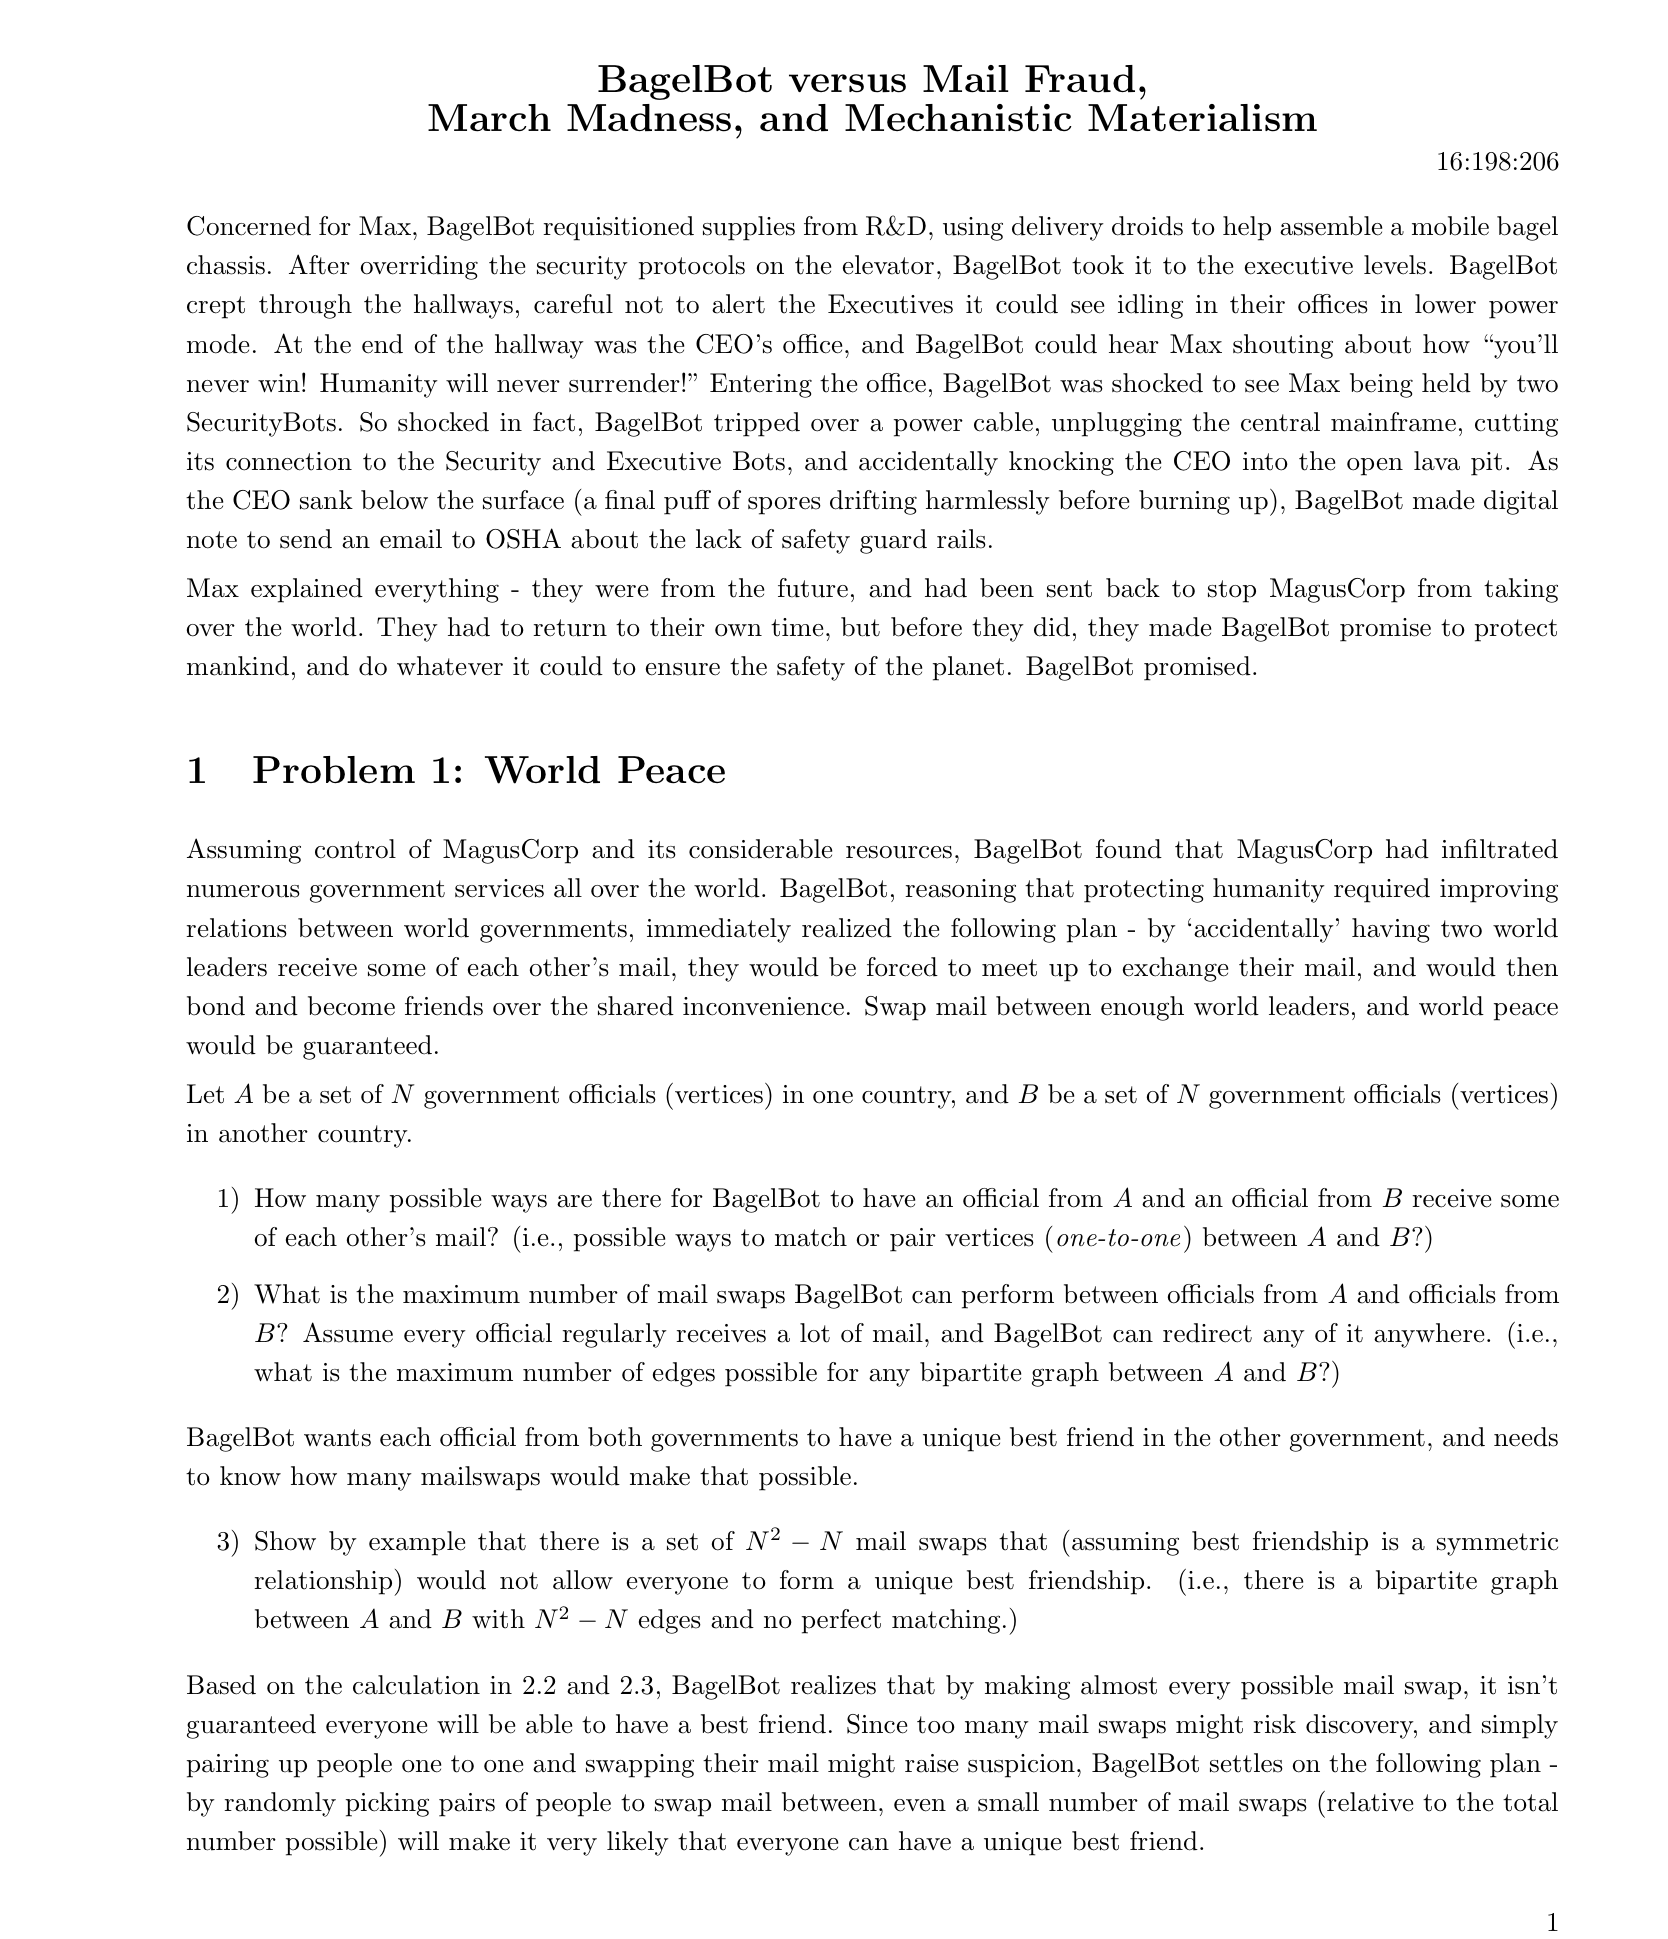 BagelBot versus Mail Fraud,
March Madness, and Mechanistic Materialism
16:198:206
Concerned for Max, BagelBot requisitioned supplies from R&D, using delivery droids to help assemble a mobile bagel
chassis. After overriding the security protocols on the elevator, BagelBot took it to the executive levels. BagelBot
crept through the hallways, careful not to alert the Executives it could see idling in their offices in lower power
mode. At the end of the hallway was the CEO's office, and BagelBot could hear Max shouting about how “you'll
never win! Humanity will never surrender!” Entering the office, BagelBot was shocked to see Max being held by two
SecurityBots. So shocked in fact, BagelBot tripped over a power cable, unplugging the central mainframe, cutting
its connection to the Security and Executive Bots, and accidentally knocking the CEO into the open lava pit. As
the CEO sank below the surface (a final puff of spores drifting harmlessly before burning up), BagelBot made digital
note to send an email to OSHA about the lack of safety guard rails.
Max explained everything - they were from the future, and had been sent back to stop MagusCorp from taking
over the world. They had to return to their own time, but before they did, they made BagelBot promise to protect
mankind, and do whatever it could to ensure the safety of the planet. BagelBot promised.
1 Problem 1: World Peace
Assuming control of MagusCorp and its considerable resources, BagelBot found that MagusCorp had infiltrated
numerous government services all over the world. BagelBot, reasoning that protecting humanity required improving
relations between world governments, immediately realized the following plan - by ‘accidentally’ having two world
leaders receive some of each other's mail, they would be forced to meet up to exchange their mail, and would then
bond and become friends over the shared inconvenience. Swap mail between enough world leaders, and world peace
would be guaranteed.
Let A be a set of N government officials (vertices) in one country, and B be a set of N government officials (vertices)
in another country.
1) How many possible ways are there for BagelBot to have an official from A and an official from B receive some
of each other's mail? (i.e., possible ways to match or pair vertices (one-to-one) between A and B?)
2) What is the maximum number of mail swaps BagelBot can perform between officials from A and officials from
B? Assume every official regularly receives a lot of mail, and BagelBot can redirect any of it anywhere. (i.e.,
what is the maximum number of edges possible for any bipartite graph between A and B?)
BagelBot wants each official from both governments to have a unique best friend in the other government, and needs
to know how many mailswaps would make that possible.
3) Show by example that there is a set of N² − N mail swaps that (assuming best friendship is a symmetric
relationship) would not allow everyone to form a unique best friendship. (i.e., there is a bipartite graph
between A and B with N² − N edges and no perfect matching.)
Based on the calculation in 2.2 and 2.3, BagelBot realizes that by making almost every possible mail swap, it isn't
guaranteed everyone will be able to have a best friend. Since too many mail swaps might risk discovery, and simply
pairing up people one to one and swapping their mail might raise suspicion, BagelBot settles on the following plan -
by randomly picking pairs of people to swap mail between, even a small number of mail swaps (relative to the total
number possible) will make it very likely that everyone can have a unique best friend.
1